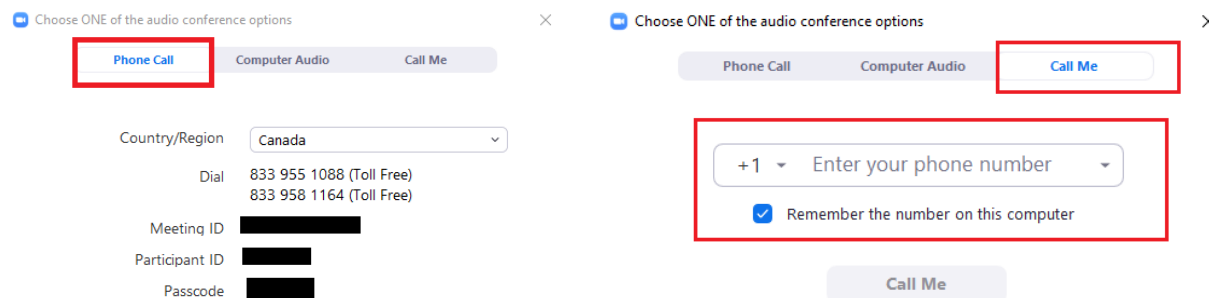 Choose ONE of the audio conference options
Phone Call Computer Audio Call Me
Country/Region Canada
Dial 833 955 1088 (Toll Free)
833 958 1164 (Toll Free)
Meeting ID
Participant ID
Passcode
Choose ONE of the audio conference options
Phone Call Computer Audio Call Me
+1 Enter your phone number
Remember the number on this computer
Call Me